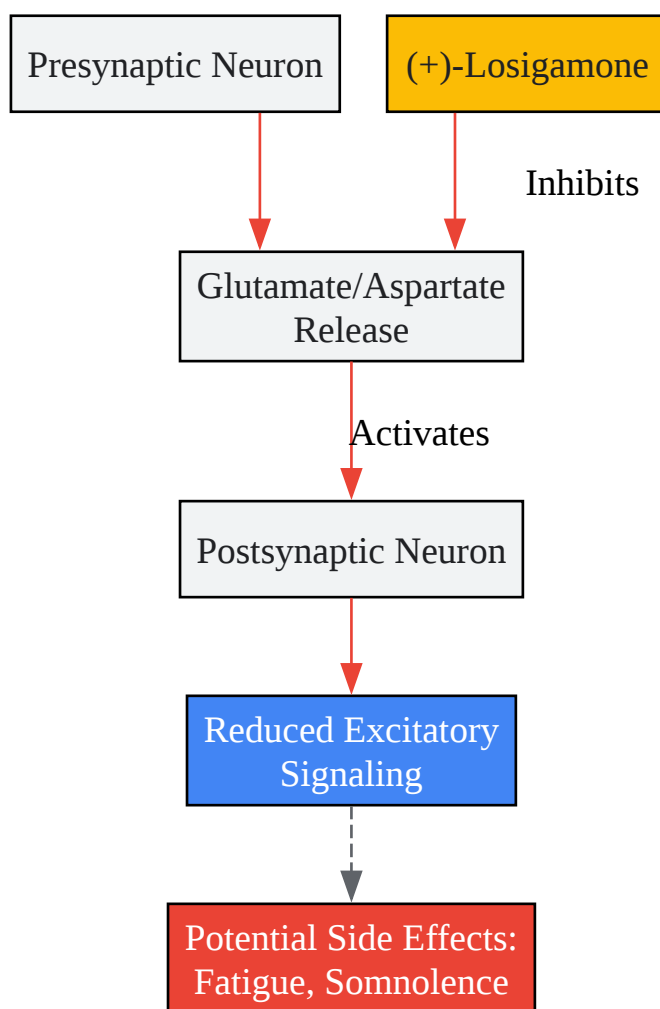 Presynaptic Neuron
(+)-Losigamone
Inhibits
Glutamate/Aspartate
Release
Activates
Postsynaptic Neuron
Reduced Excitatory
Signaling
Potential Side Effects:
Fatigue, Somnolence